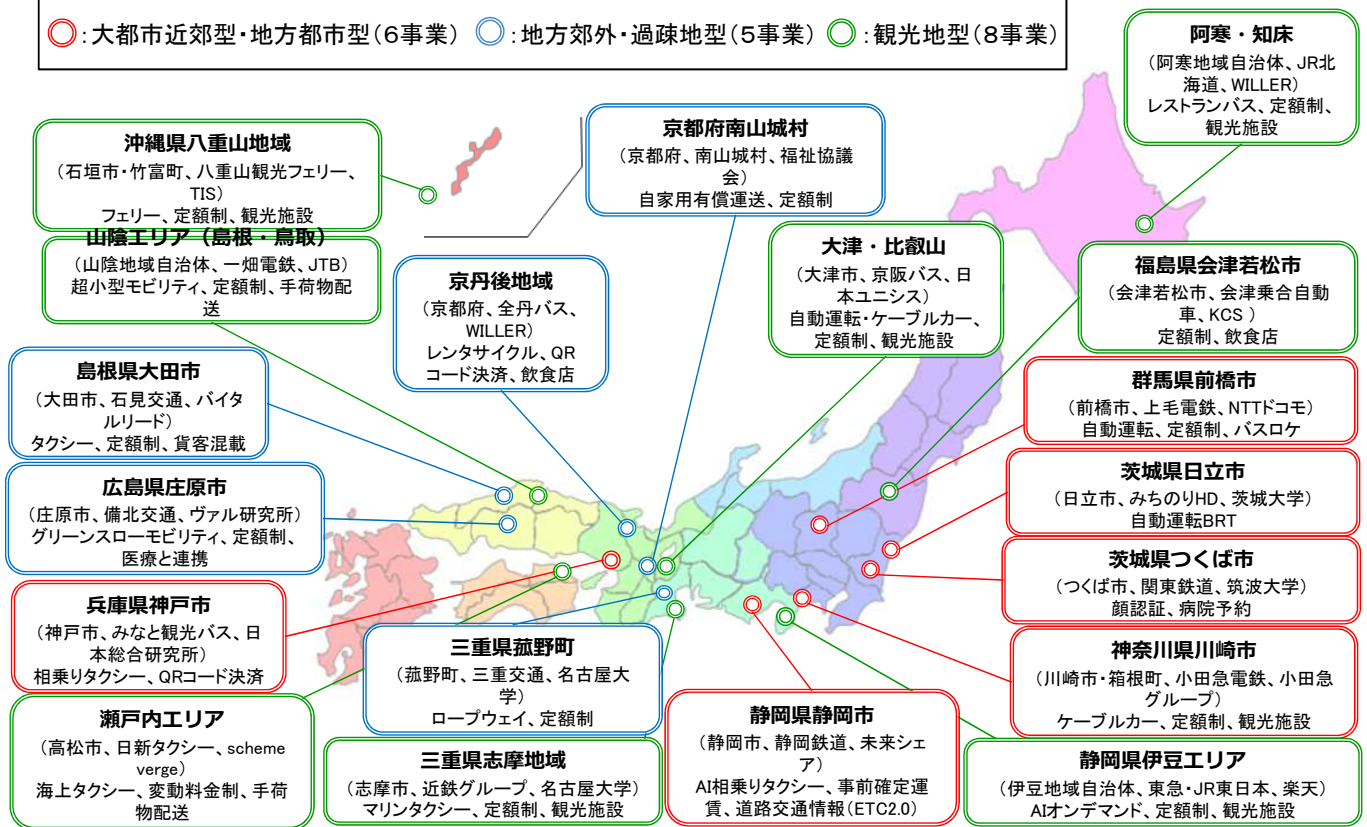 ◯：大都市近郊型・地方都市型（6事業） ◯：地方郊外・過疎地型（5事業） ◯：観光地型（8事業）
阿寒・知床
（阿寒地域自治体、JR北
海道、WILLER）
レストランバス、定額制、
観光施設
沖縄県八重山地域
（石垣市・竹富町、八重山観光フェリー、
TIS）
フェリー、定額制、観光施設
京都府南山城村
（京都府、南山城村、福祉協議
会）
自家用有償運送、定額制
山陰エリア（島根・鳥取）
（山陰地域自治体、一畑電鉄、JTB）
超小型モビリティ、定額制、手荷物配
送
京丹後地域
（京都府、全丹バス、
WILLER）
レンタサイクル、QR
コード決済、飲食店
大津・比叡山
（大津市、京阪バス、日
本ユニシス）
自動運転・ケーブルカー、
定額制、観光施設
福島県会津若松市
（会津若松市、会津乗合自動
車、KCS ）
定額制、飲食店
島根県大田市
（大田市、石見交通、バイタ
ルリード）
タクシー、定額制、貨客混載
群馬県前橋市
（前橋市、上毛電鉄、NTTドコモ）
自動運転、定額制、バスロケ
広島県庄原市
（庄原市、備北交通、ヴァル研究所）
グリーンスローモビリティ、定額制、
医療と連携
茨城県日立市
（日立市、みちのりHD、茨城大学）
自動運転BRT
茨城県つくば市
（つくば市、関東鉄道、筑波大学）
顔認証、病院予約
兵庫県神戸市
（神戸市、みなと観光バス、日
本総合研究所）
相乗りタクシー、QRコード決済
三重県菰野町
（菰野町、三重交通、名古屋大
学）
ロープウェイ、定額制
神奈川県川崎市
（川崎市・箱根町、小田急電鉄、小田急
グループ）
ケーブルカー、定額制、観光施設
瀬戸内エリア
（高松市、日新タクシー、scheme
verge）
海上タクシー、変動料金制、手荷
物配送
三重県志摩地域
（志摩市、近鉄グループ、名古屋大学）
マリンタクシー、定額制、観光施設
静岡県静岡市
（静岡市、静岡鉄道、未来シェ
ア）
AI相乗りタクシー、事前確定運
賃、道路交通情報（ETC2.0）
静岡県伊豆エリア
（伊豆地域自治体、東急・JR東日本、楽天）
AIオンデマンド、定額制、観光施設